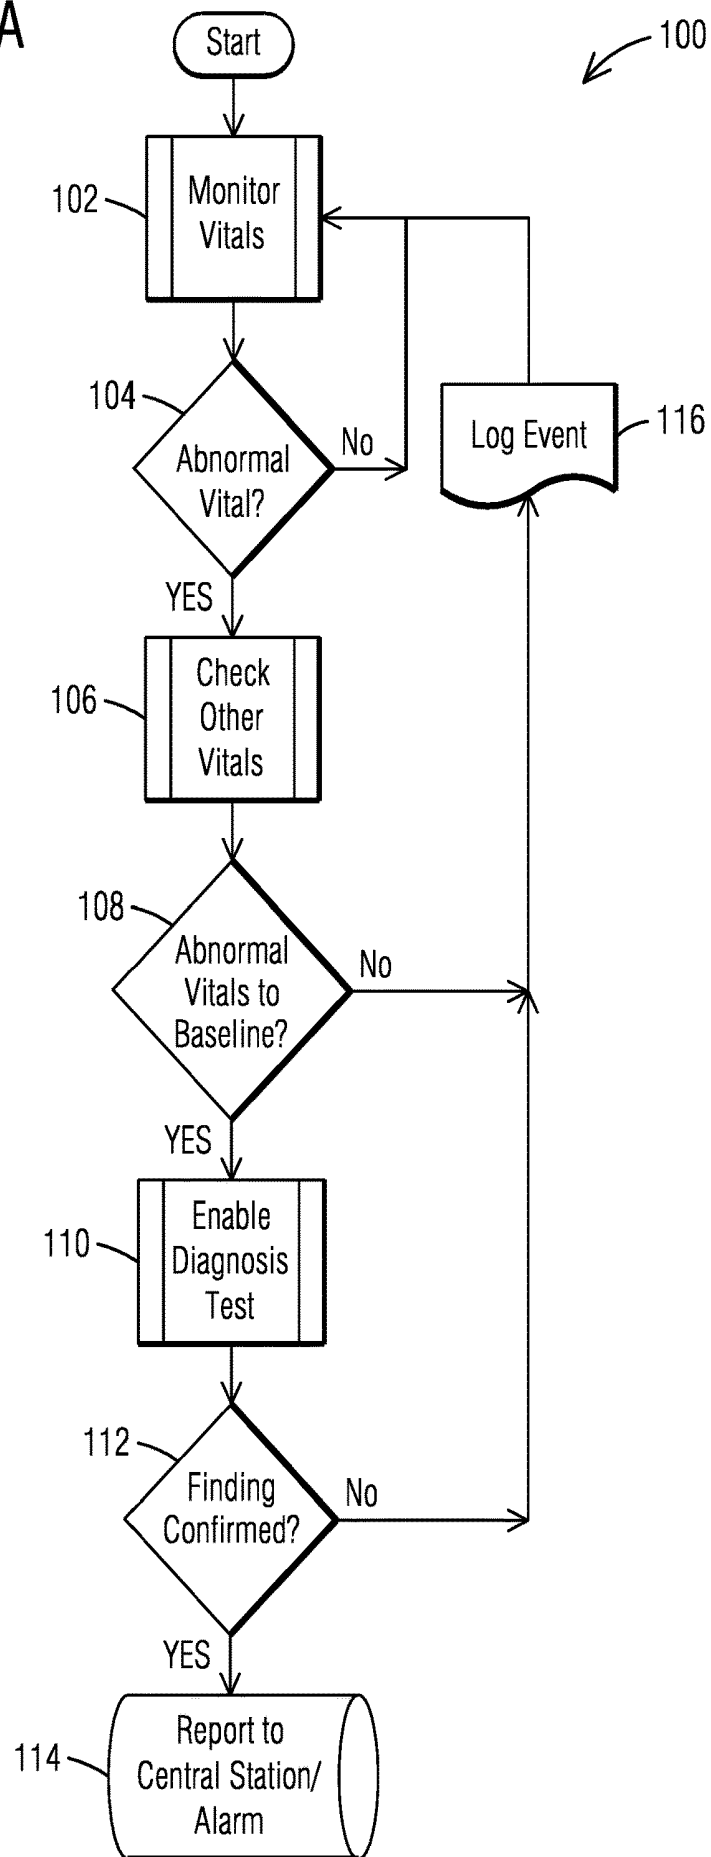 A
Start
100
102
Monitor
Vitals
104
Abnormal
Vital?
No
Log Event
116
YES
106
Check
Other
Vitals
108
Abnormal
Vitals to
Baseline?
No
YES
110
Enable
Diagnosis
Test
112
Finding
Confirmed?
No
YES
114
Report to
Central Station/
Alarm